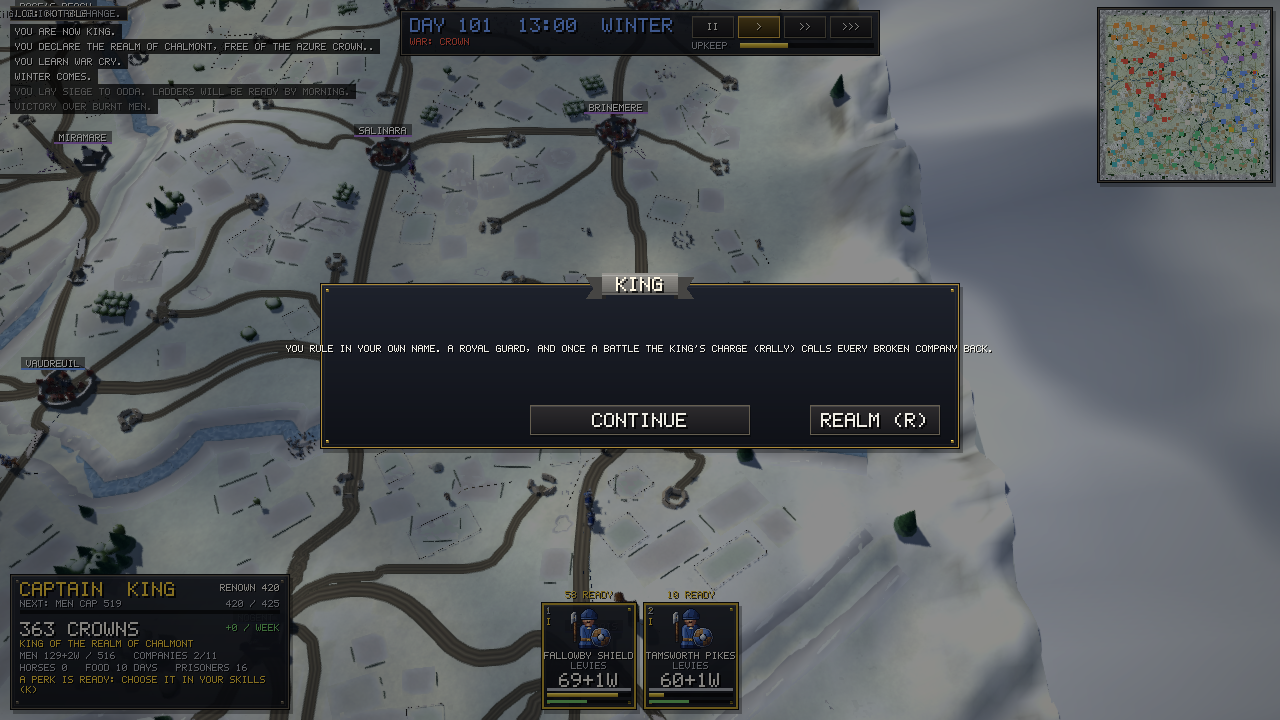 DAY 101 13:00 WINTER
II > >> >>>
WAR: CROWN
UPKEEP
YOU ARE NOW KING.
YOU DECLARE THE REALM OF CHALMONT, FREE OF THE AZURE CROWN..
YOU LEARN WAR CRY.
WINTER COMES.
YOU LAY SIEGE TO OODA. LADDERS WILL BE READY BY MORNING.
VICTORY OVER BURNT MEN.
BRINEMERE
SALINARA
MIRAMARE
VAUDREUIL
KING
YOU RULE IN YOUR OWN NAME. A ROYAL GUARD, AND ONCE A BATTLE THE KING'S CHARGE (RALLY) CALLS EVERY BROKEN COMPANY BACK.
CONTINUE
REALM (R)
CAPTAIN KING
RENOWN 420
NEXT: MEN CAP 519
420 / 425
363 CROWNS
+0 / WEEK
KING OF THE REALM OF CHALMONT
MEN 129+2W / 516 COMPANIES 2/11
HORSES 0 FOOD 10 DAYS PRISONERS 16
A PERK IS READY: CHOOSE IT IN YOUR SKILLS
(K)
READY
1
I
FALLOWBY SHIELD
LEVIES
69+1W
10 READY
2
I
TAMSWORTH PIKES
LEVIES
60+1W